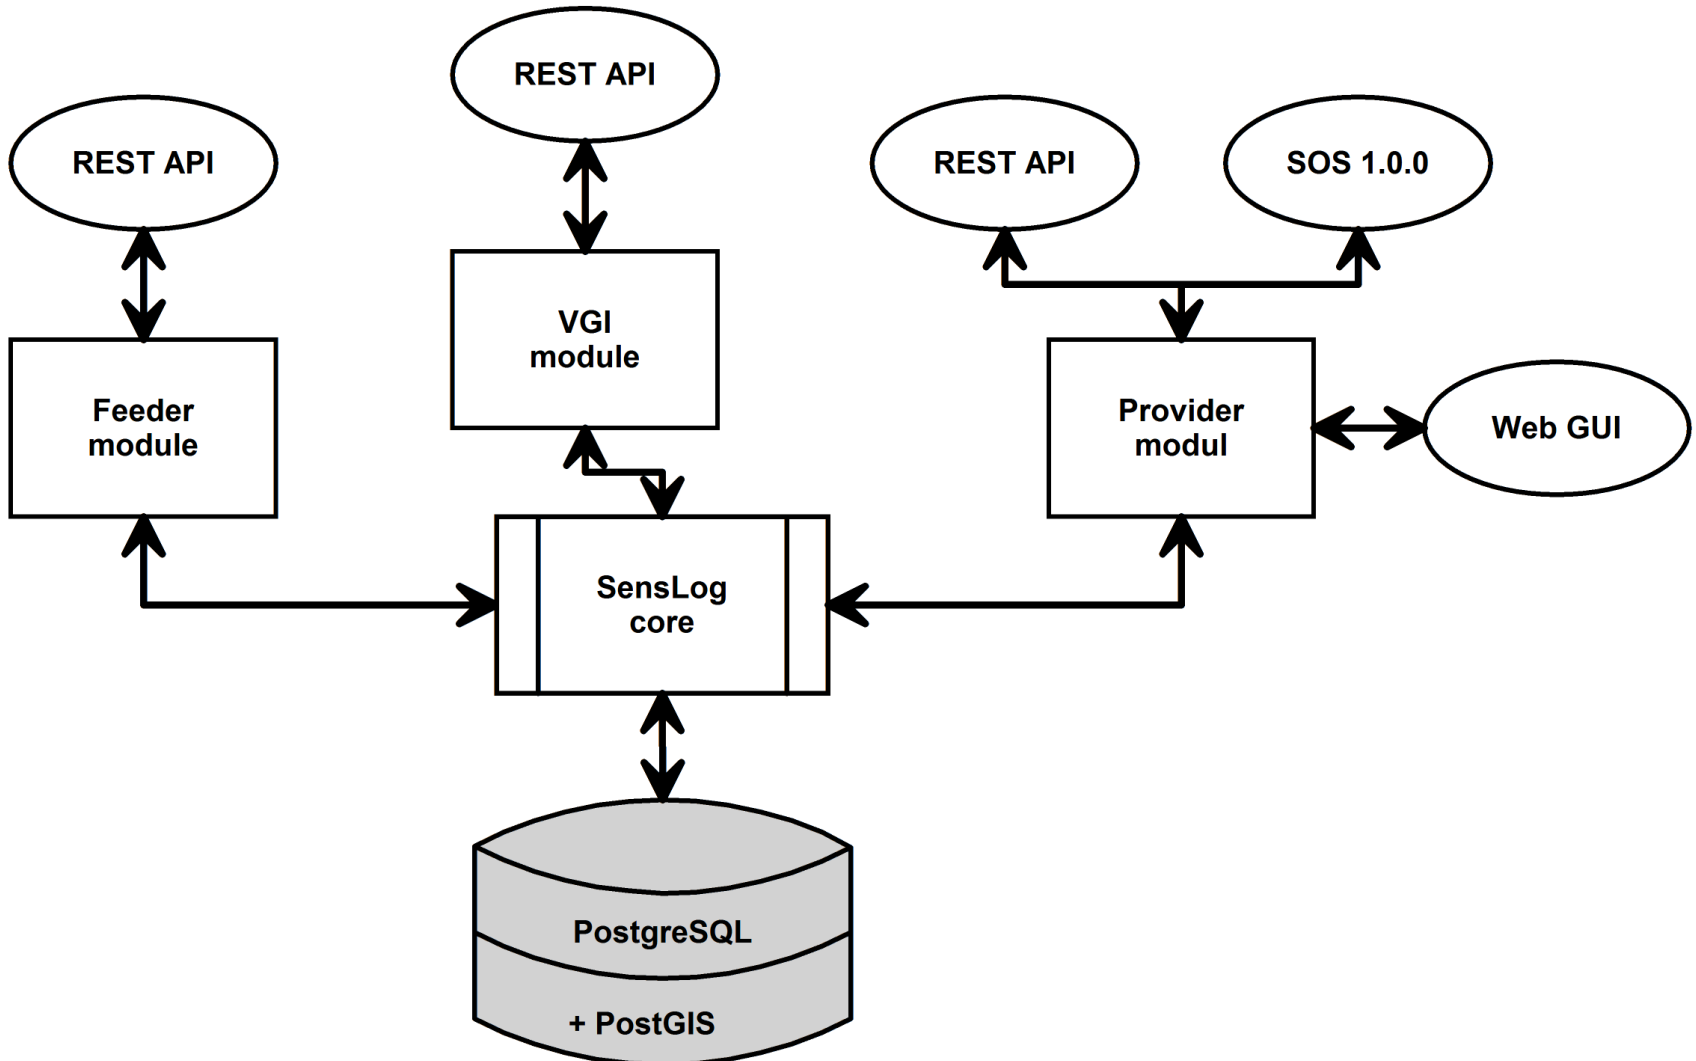 REST API
REST API
REST API
SOS 1.0.0
VGI
module
Feeder
module
Provider
modul
Web GUI
SensLog
core
PostgreSQL
+ PostGIS